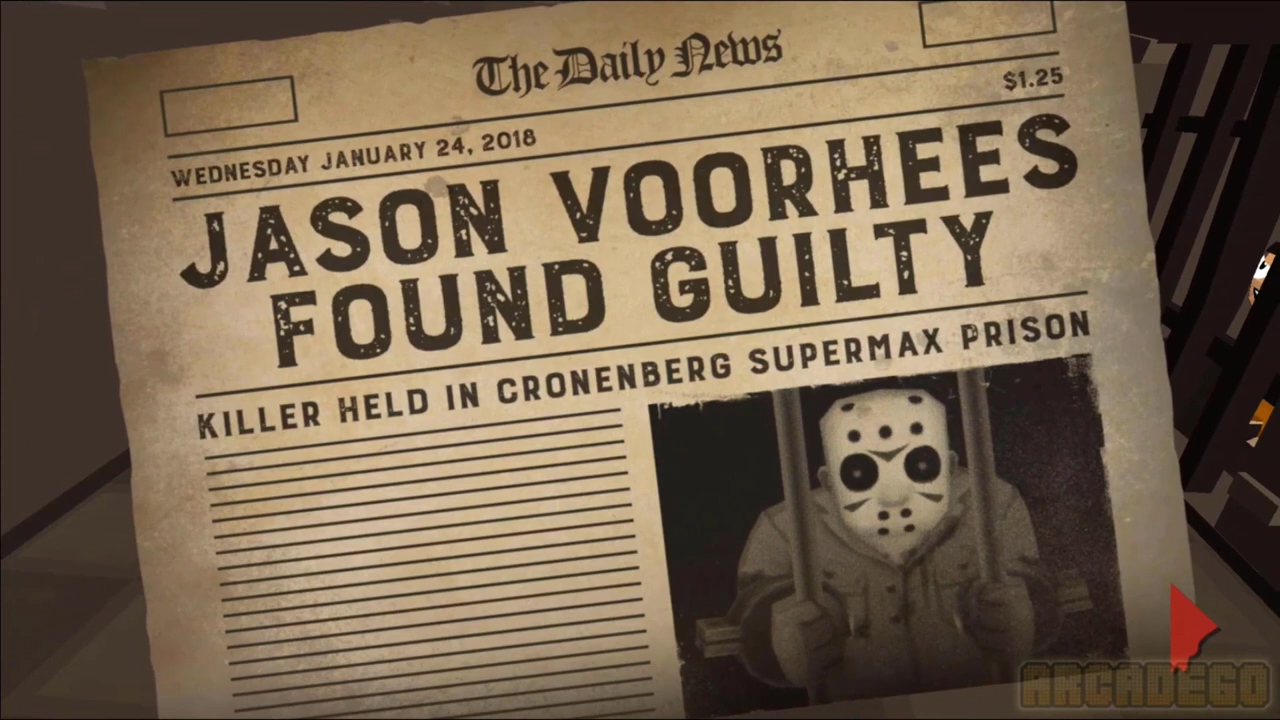 The Daily News
$1.25
WEDNESDAY JANUARY 24, 2018
JASON VOORHEES
FOUND GUILTY
KILLER HELD IN CRONENBERG SUPERMAX PRISON
ARCADEGO